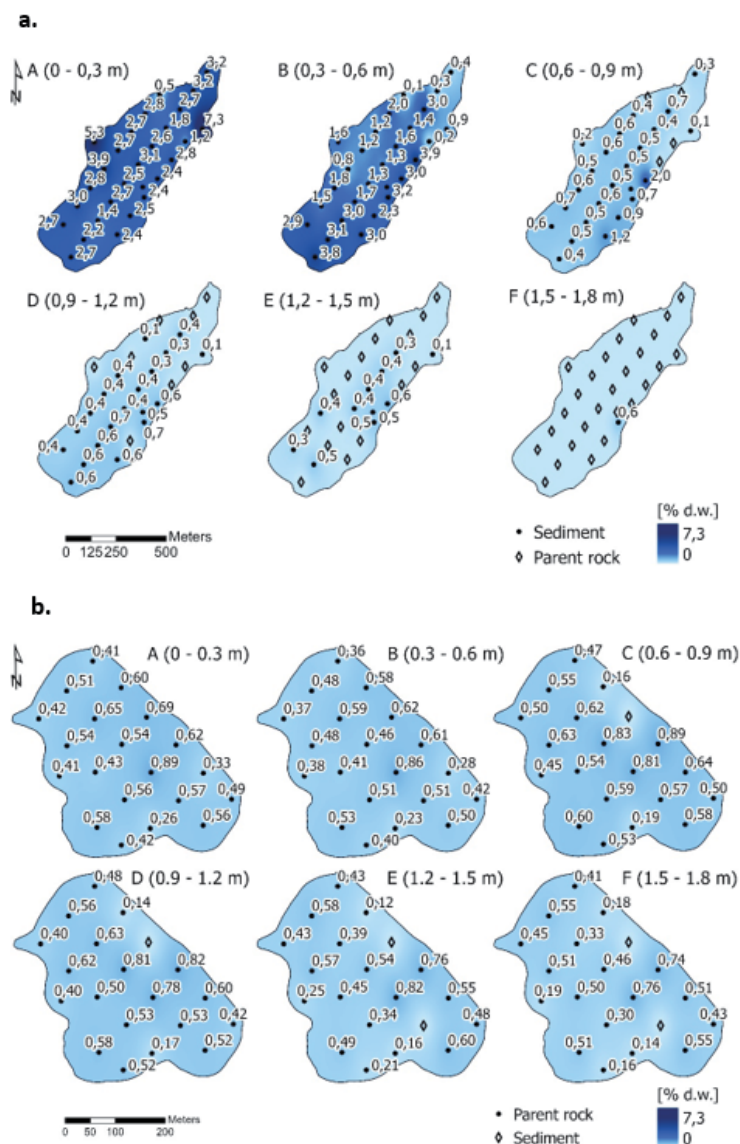 a.
A (0 - 0,3 m)
3,2
3,2
0,5
2,7
2,8
1,8
7,3
2,7
1,2
5,3
2,6
2,7
3,1
2,8
3,9
2,5
2,4
2,8
2,7
2,4
3,0
1,4
2,5
2,7
2,2
2,4
2,7
B (0,3 - 0,6 m)
0,4
0,3
0,1
3,0
2,0
1,4
0,9
1,2
1,6
0,2
1,6
1,2
1,3
3,9
0,8
1,3
3,0
1,8
1,7
3,2
1,5
3,0
2,3
2,9
3,1
3,0
3,8
C (0,6 - 0,9 m)
0,3
0,7
0,4
0,4
0,1
0,6
0,2
0,5
0,6
0,5
0,5
2,0
0,6
0,6
0,7
0,7
0,5
0,9
0,6
0,5
1,2
0,4
N
D (0,9 - 1,2 m)
0,4
0,1
0,3
0,1
0,4
0,3
0,4
0,4
0,6
0,4
0,7
0,5
0,4
0,6
0,7
0,4
0,6
0,6
0,6
E (1,2 - 1,5 m)
0,3
0,1
0,4
0,4
0,6
0,4
0,4
0,5
0,5
0,3
0,5
F (1,5 - 1,8 m)
0,6
Meters
0 125 250 500
Sediment
Parent rock
[% d.w.]
7,3
0
b.
N
A (0 - 0.3 m)
0,41
0,51 0,60
0,42 0,65 0,69
0,54 0,54 0,62
0,41 0,43 0,89 0,33
0,56 0,57 0,49
0,58 0,26 0,56
0,42
B (0.3 - 0.6 m)
0,36
0,48 0,58
0,37 0,59 0,62
0,48 0,46 0,61
0,38 0,41 0,86 0,28
0,51 0,51 0,42
0,53 0,23 0,50
0,40
C (0.6 - 0.9 m)
0,47
0,55 0,16
0,50 0,62
0,63 0,83 0,89
0,45 0,54 0,81 0,64
0,59 0,57 0,50
0,60 0,19 0,58
0,53
D (0.9 - 1.2 m)
0,48
0,56 0,14
0,40 0,63
0,62 0,81 0,82
0,40 0,50 0,78 0,60
0,53 0,53 0,42
0,58 0,17 0,52
0,52
E (1.2 - 1.5 m)
0,43
0,58 0,12
0,43 0,39
0,57 0,54 0,76
0,25 0,45 0,82 0,55
0,34 0,48
0,49 0,16 0,60
0,21
F (1.5 - 1.8 m)
0,41
0,55 0,18
0,45 0,33
0,51 0,46 0,74
0,19 0,50 0,76 0,51
0,30 0,43
0,51 0,14 0,55
0,16
Meters
0 50 100 200
Parent rock
Sediment
[% d.w.]
7,3
0